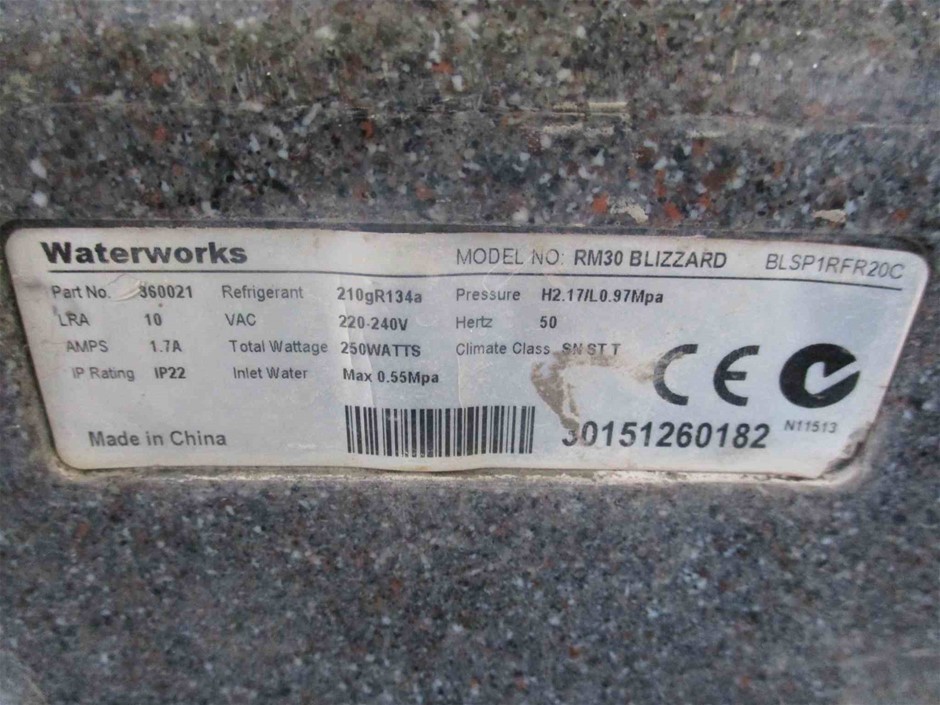 Waterworks MODEL NO: RM30 BLIZZARD BLSP1RFR20C
Part No. 360021 Refrigerant 210gR134a Pressure H2.17/L0.97Mpa
LRA 10 VAC 220-240V Hertz 50
AMPS 1.7A Total Wattage 250WATTS Climate Class SN ST T
IP Rating IP22 Inlet Water Max 0.55Mpa
CE
Made in China 30151260182 N11513